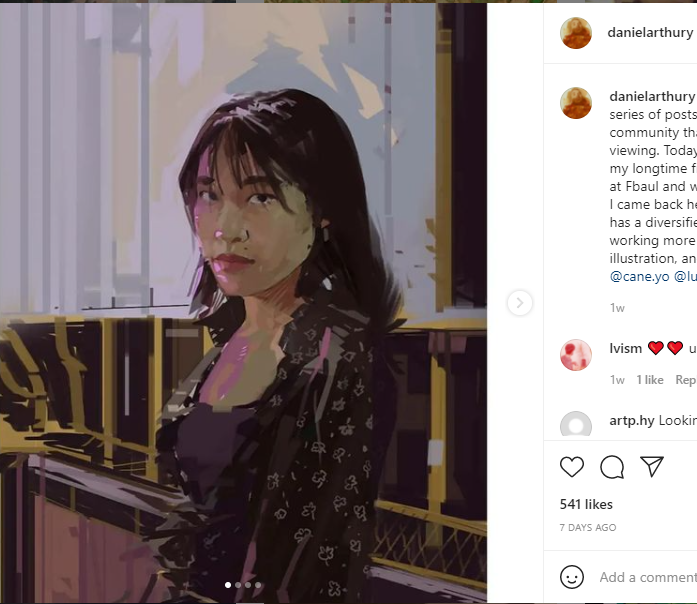 danielarthury
danielarthury
series of posts
community tha
viewing. Today
my longtime f
at Fbaul and w
I came back he
has a diversifie
working more
illustration, an
@cane.yo @lu
1w
lvism ❤️❤️ u
1w 1 like Rep
artp.hy Lookin
541 likes
7 DAYS AGO
Add a comment